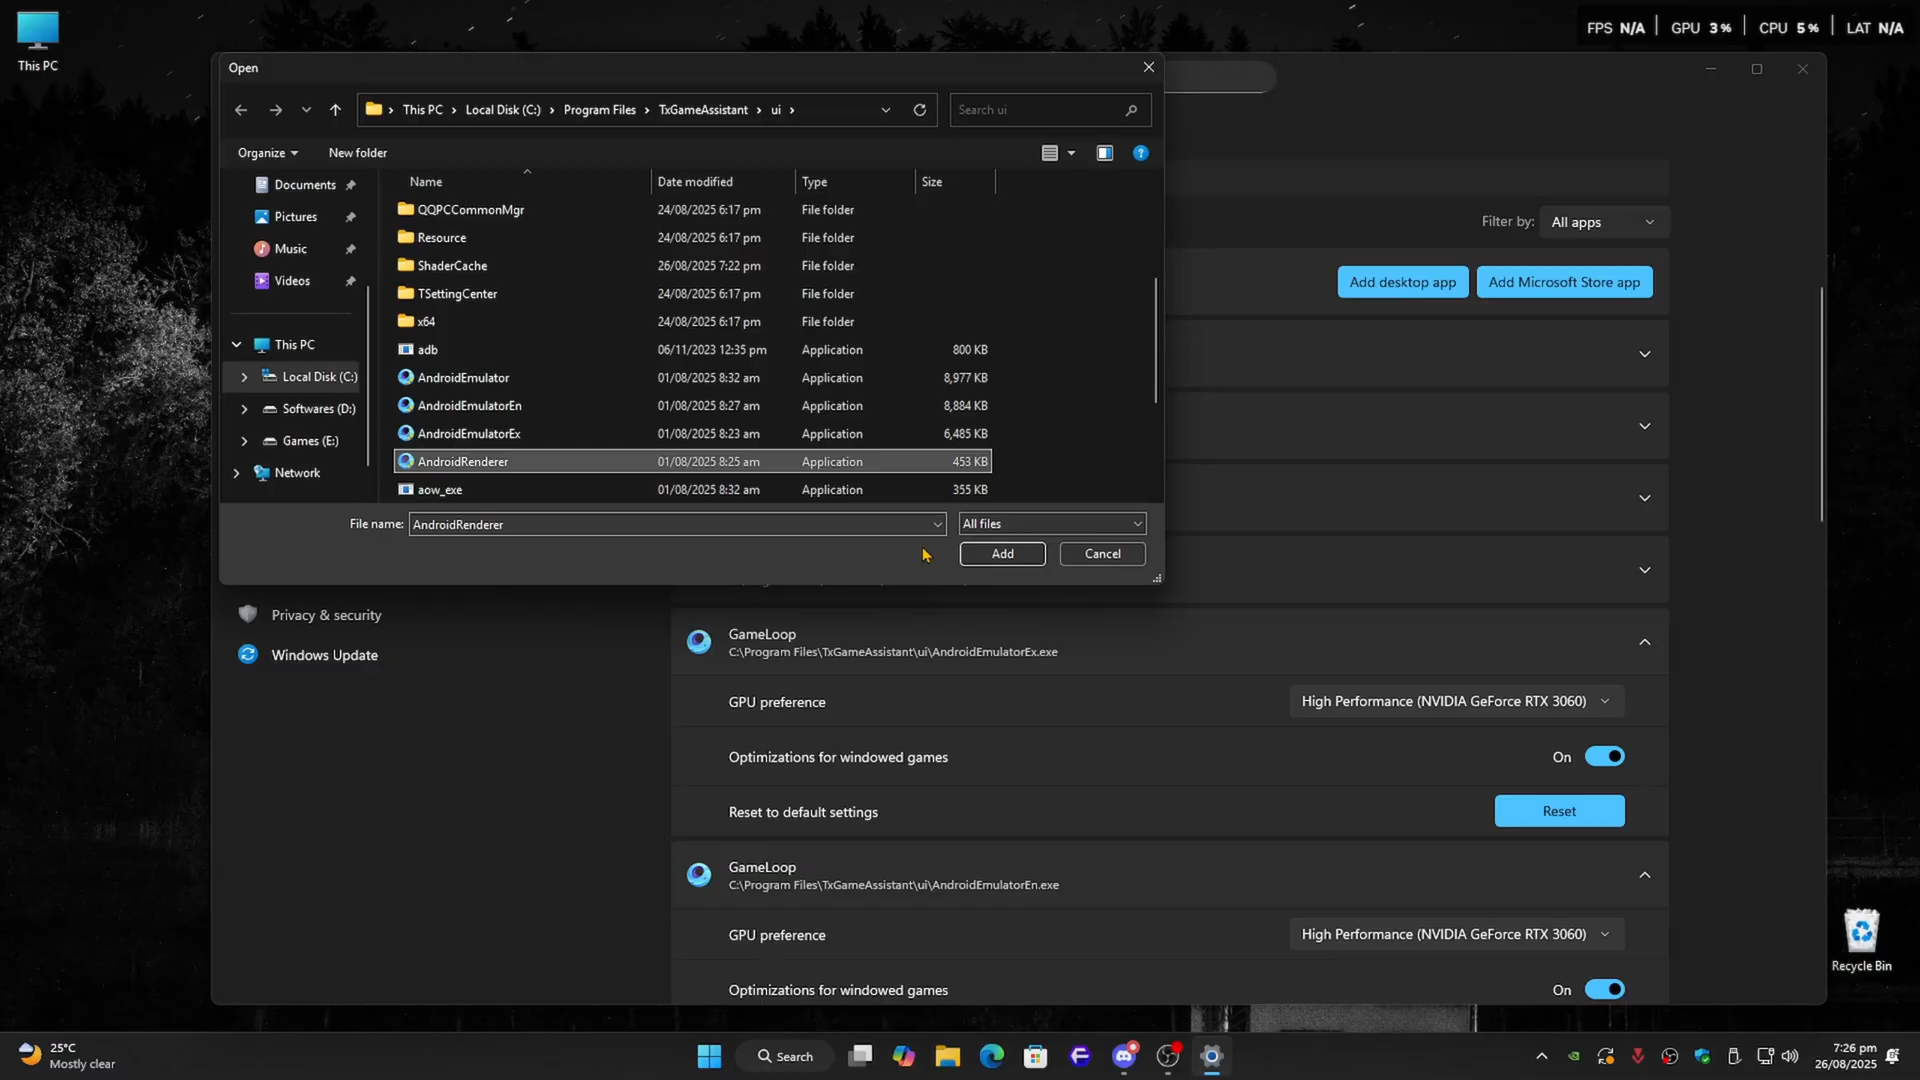 This PC
FPS N/A GPU 3% CPU 5% LAT N/A
Open
This PC Local Disk (C:) Program Files TxGameAssistant ui
Search ui
Organize New folder
Name Date modified Type Size
Documents
Pictures
Music
Videos
This PC
Local Disk (C:)
Softwares (D:)
Games (E:)
Network
QQPCCommonMgr 24/08/2025 6:17 pm File folder
Resource 24/08/2025 6:17 pm File folder
ShaderCache 26/08/2025 7:22 pm File folder
TSettingCenter 24/08/2025 6:17 pm File folder
x64 24/08/2025 6:17 pm File folder
adb 06/11/2023 12:35 pm Application 800 KB
AndroidEmulator 01/08/2025 8:32 am Application 8,977 KB
AndroidEmulatorEn 01/08/2025 8:27 am Application 8,884 KB
AndroidEmulatorEx 01/08/2025 8:23 am Application 6,485 KB
AndroidRenderer 01/08/2025 8:25 am Application 453 KB
aow_exe 01/08/2025 8:32 am Application 355 KB
File name: AndroidRenderer All files
Add Cancel
Filter by: All apps
Add desktop app Add Microsoft Store app
Privacy & security
Windows Update
GameLoop
C:\Program Files\TxGameAssistant\ui\AndroidEmulatorEx.exe
GPU preference High Performance (NVIDIA GeForce RTX 3060)
Optimizations for windowed games On
Reset to default settings Reset
GameLoop
C:\Program Files\TxGameAssistant\ui\AndroidEmulatorEn.exe
GPU preference High Performance (NVIDIA GeForce RTX 3060)
Optimizations for windowed games On
Recycle Bin
25°C
Mostly clear
Search
7:26 pm
26/08/2025